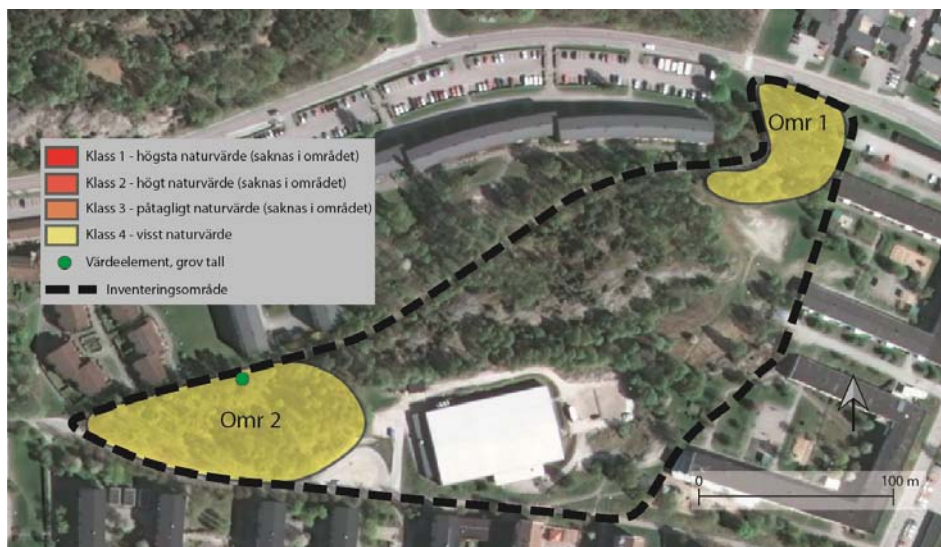 Omr 1
Klass 1 - högsta naturvärde (saknas i området)
Klass 2 - högt naturvärde (saknas i området)
Klass 3 - påtagligt naturvärde (saknas i området)
Klass 4 - visst naturvärde
Värdeelement, grov tall
Inventeringsområde
Omr 2
0
100 m